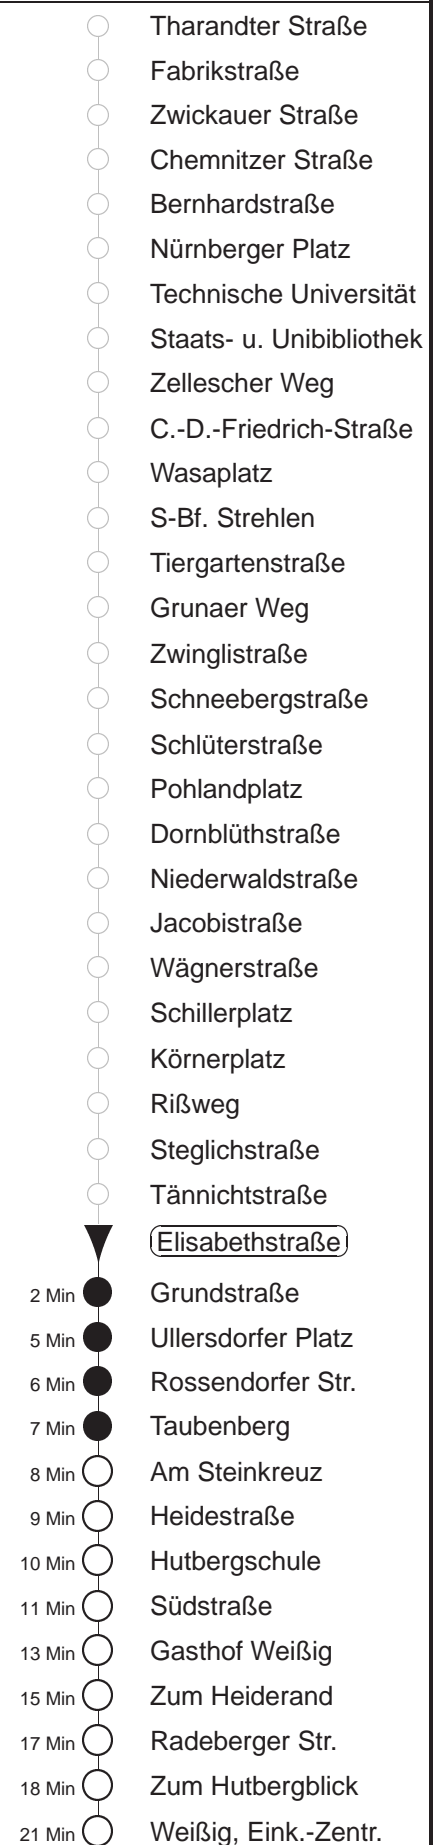 Tharandter Straße
Fabrikstraße
Zwickauer Straße
Chemnitzer Straße
Bernhardstraße
Nürnberger Platz
Technische Universität
Staats- u. Unibibliothek
Zellescher Weg
C.-D.-Friedrich-Straße
Wasaplatz
S-Bf. Strehlen
Tiergartenstraße
Grunaer Weg
Zwinglistraße
Schneebergstraße
Schlüterstraße
Pohlandplatz
Dornblüthstraße
Niederwaldstraße
Jacobistraße
Wägnerstraße
Schillerplatz
Körnerplatz
Rißweg
Steglichstraße
Tännichtstraße
Elisabethstraße
2 Min Grundstraße
5 Min Ullersdorfer Platz
6 Min Rossendorfer Str.
7 Min Taubenberg
8 Min Am Steinkreuz
9 Min Heidestraße
10 Min Hutbergschule
11 Min Südstraße
13 Min Gasthof Weißig
15 Min Zum Heiderand
17 Min Radeberger Str.
18 Min Zum Hutbergblick
21 Min Weißig, Eink.-Zentr.